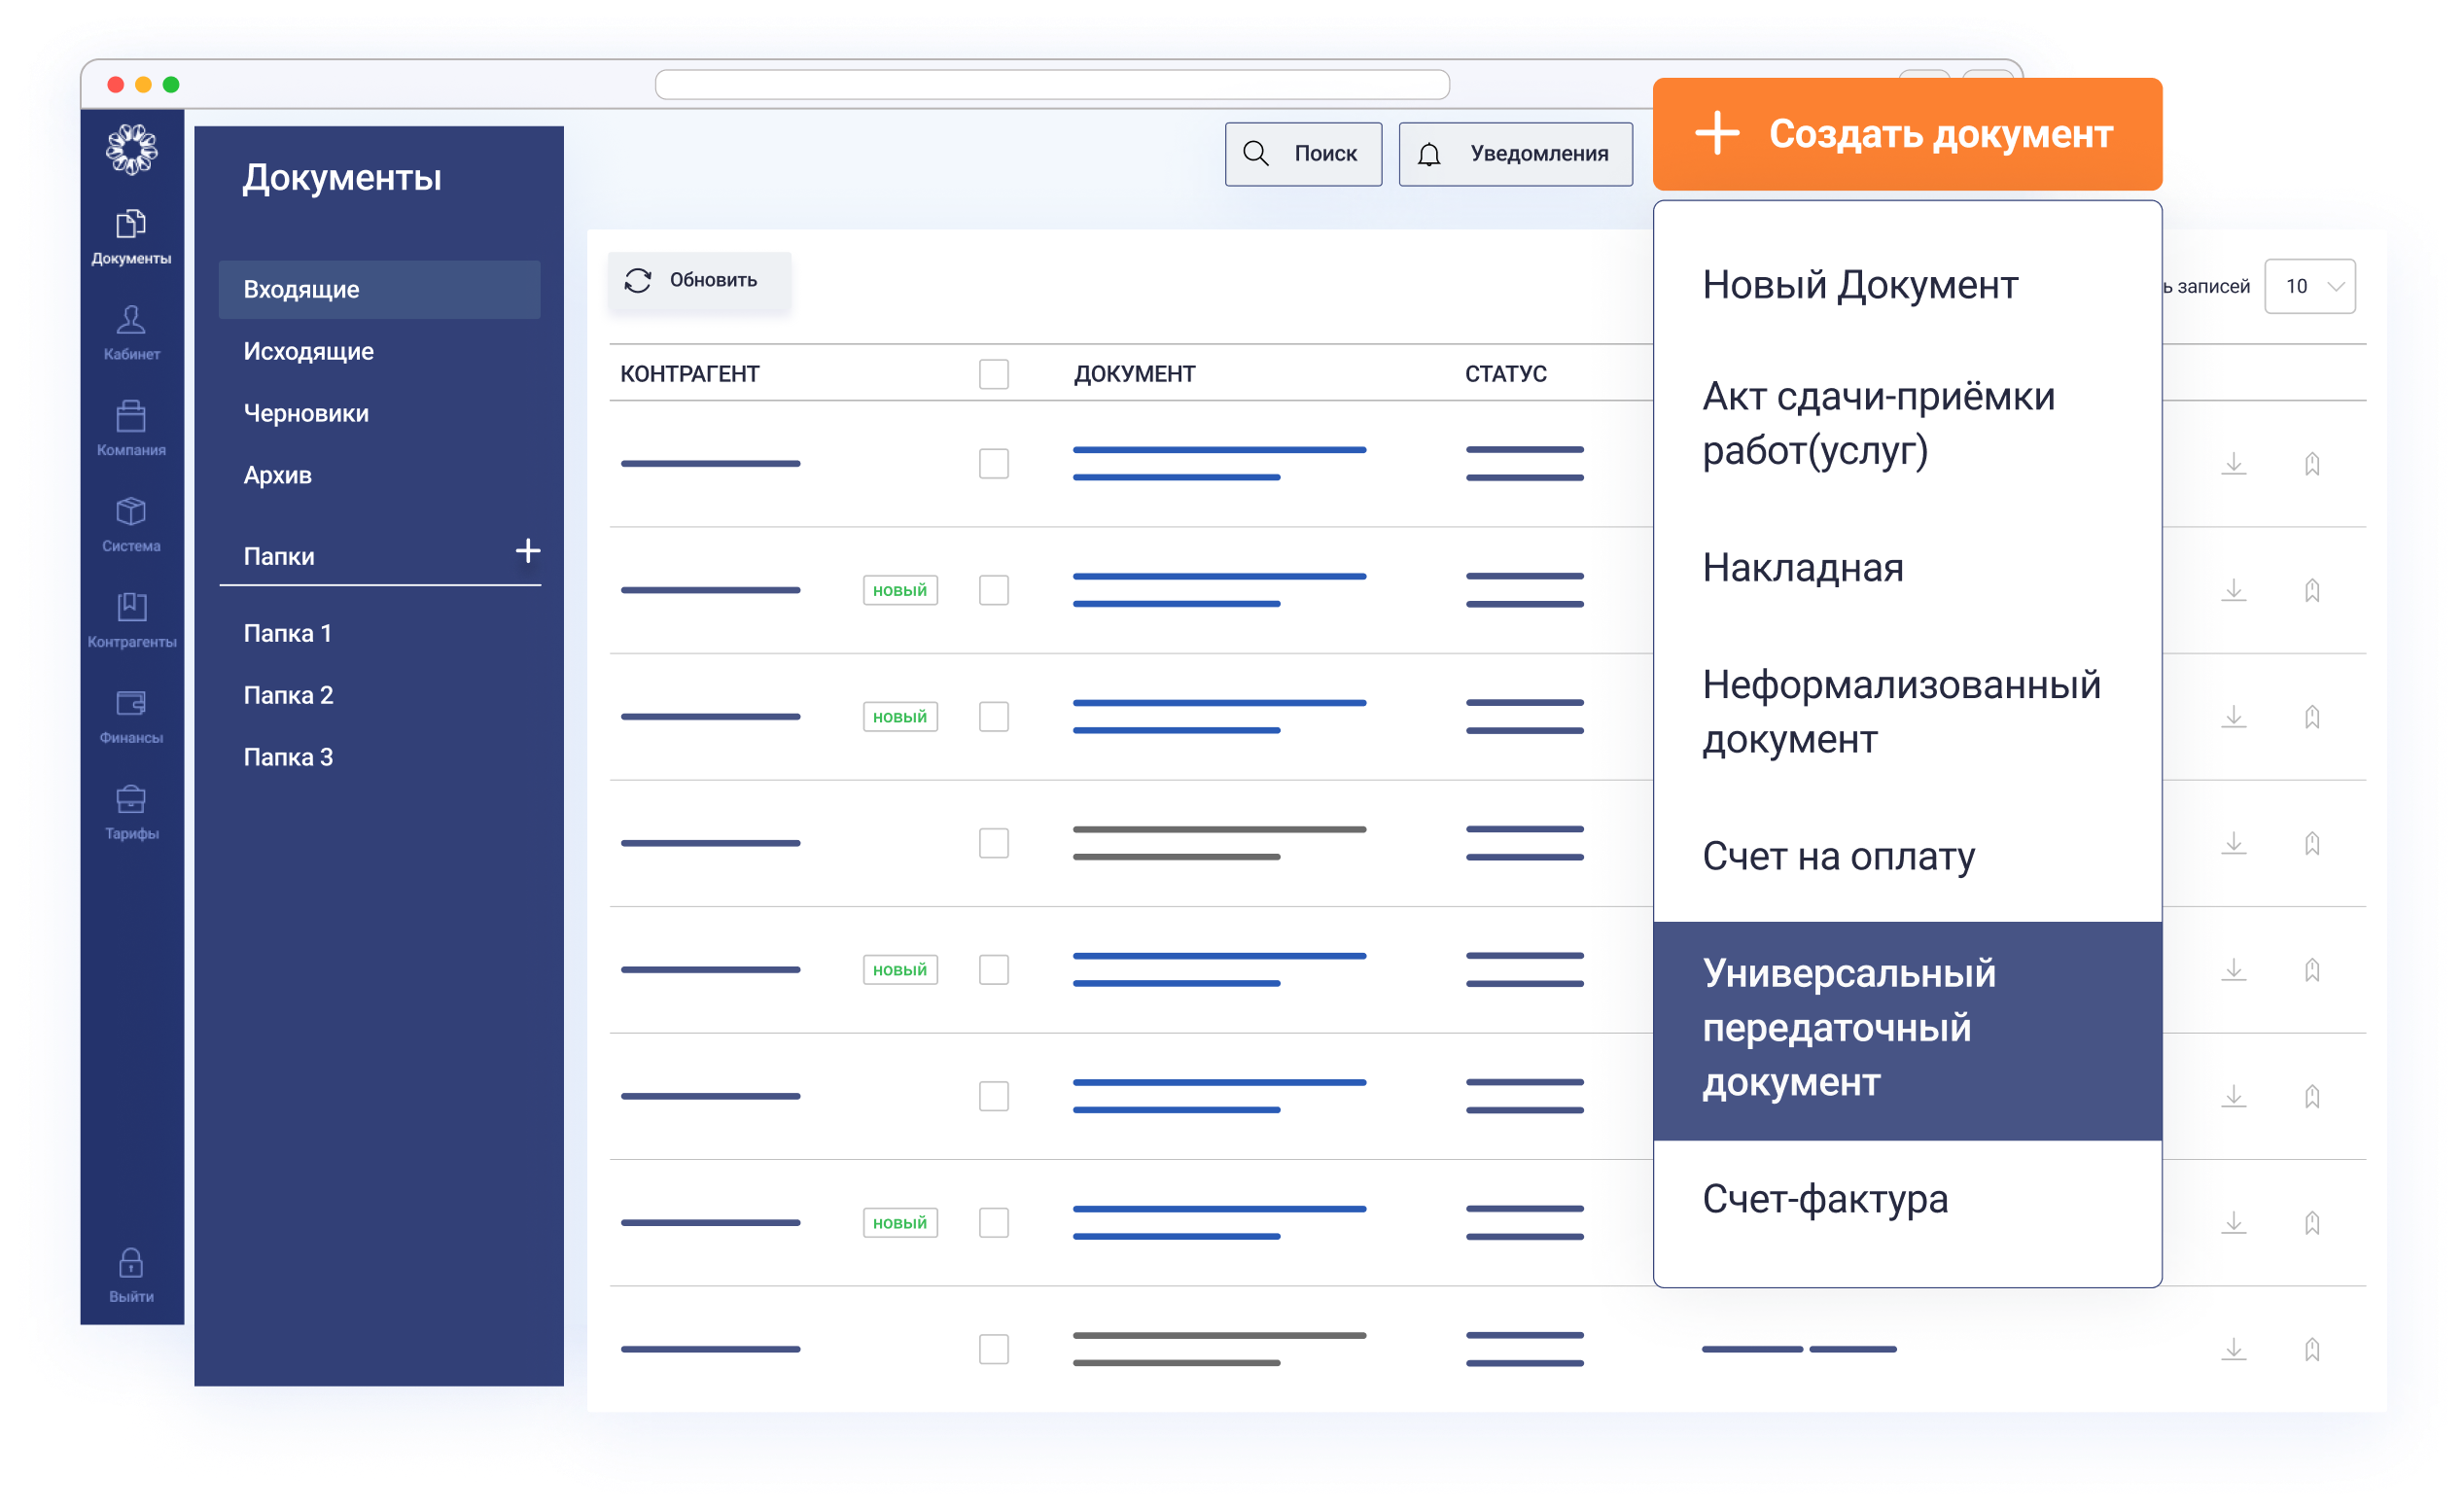 Документы
Кабинет
Компания
Система
Контрагенты
Финансы
Тарифы
Выйти
Документы
Входящие
Исходящие
Черновики
Архив
Папки
Папка 1
Папка 2
Папка 3
Поиск
Уведомления
Создать документ
Обновить
ь записей
10
КОНТРАГЕНТ
ДОКУМЕНТ
СТАТУС
новый
новый
новый
новый
Новый Документ
Акт сдачи-приёмки
работ(услуг)
Накладная
Неформализованный
документ
Счет на оплату
Универсальный
передаточный
документ
Счет-фактура